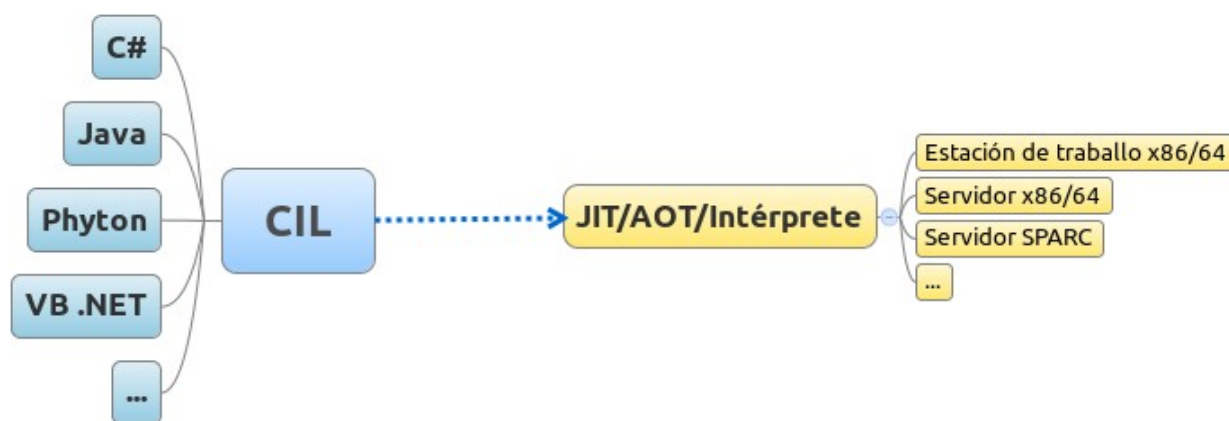 C#
Java
Phyton
VB .NET
...
CIL
JIT/AOT/Intérprete
Estación de traballo x86/64
Servidor x86/64
Servidor SPARC
...